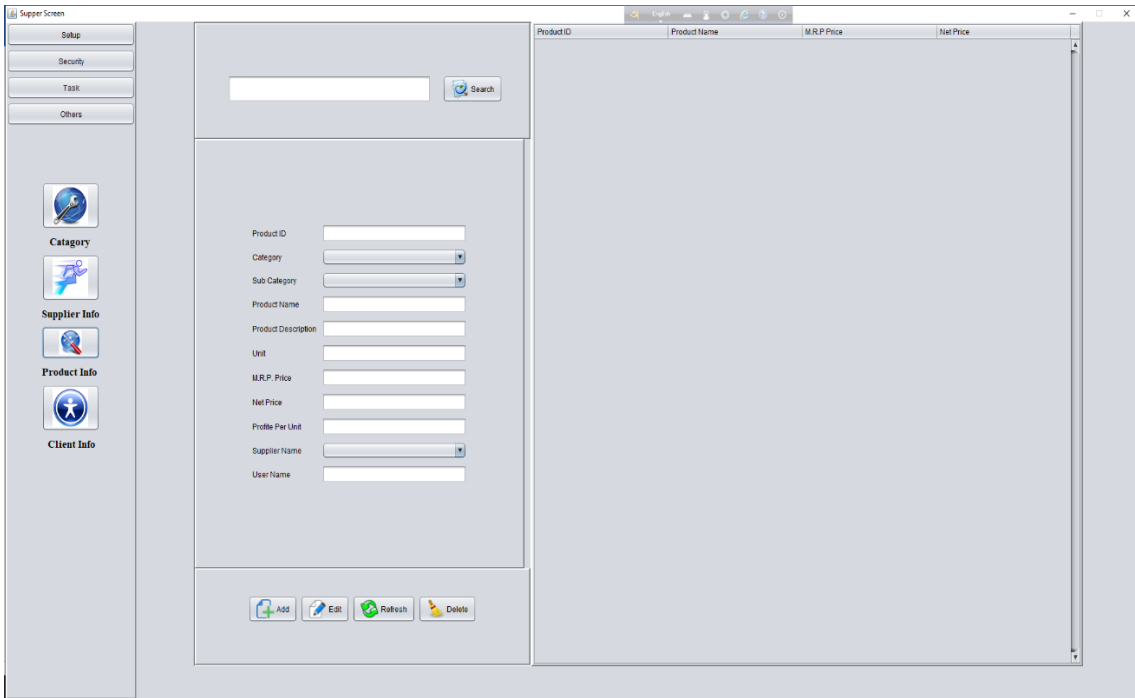 Supper Screen
English
Setup
Security
Task
Others
Catagory
Supplier Info
Product Info
Client Info
Search
Product ID
Category
Sub Category
Product Name
Product Description
Unit
M.R.P. Price
Net Price
Profite Per Unit
Supplier Name
User Name
Add Edit Refresh Delete
Product ID Product Name M.R.P Price Net Price